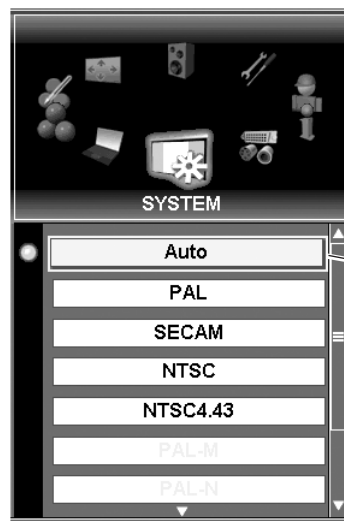 SYSTEM
Auto
PAL
SECAM
NTSC
NTSC4.43
PAL-M
PAL-N